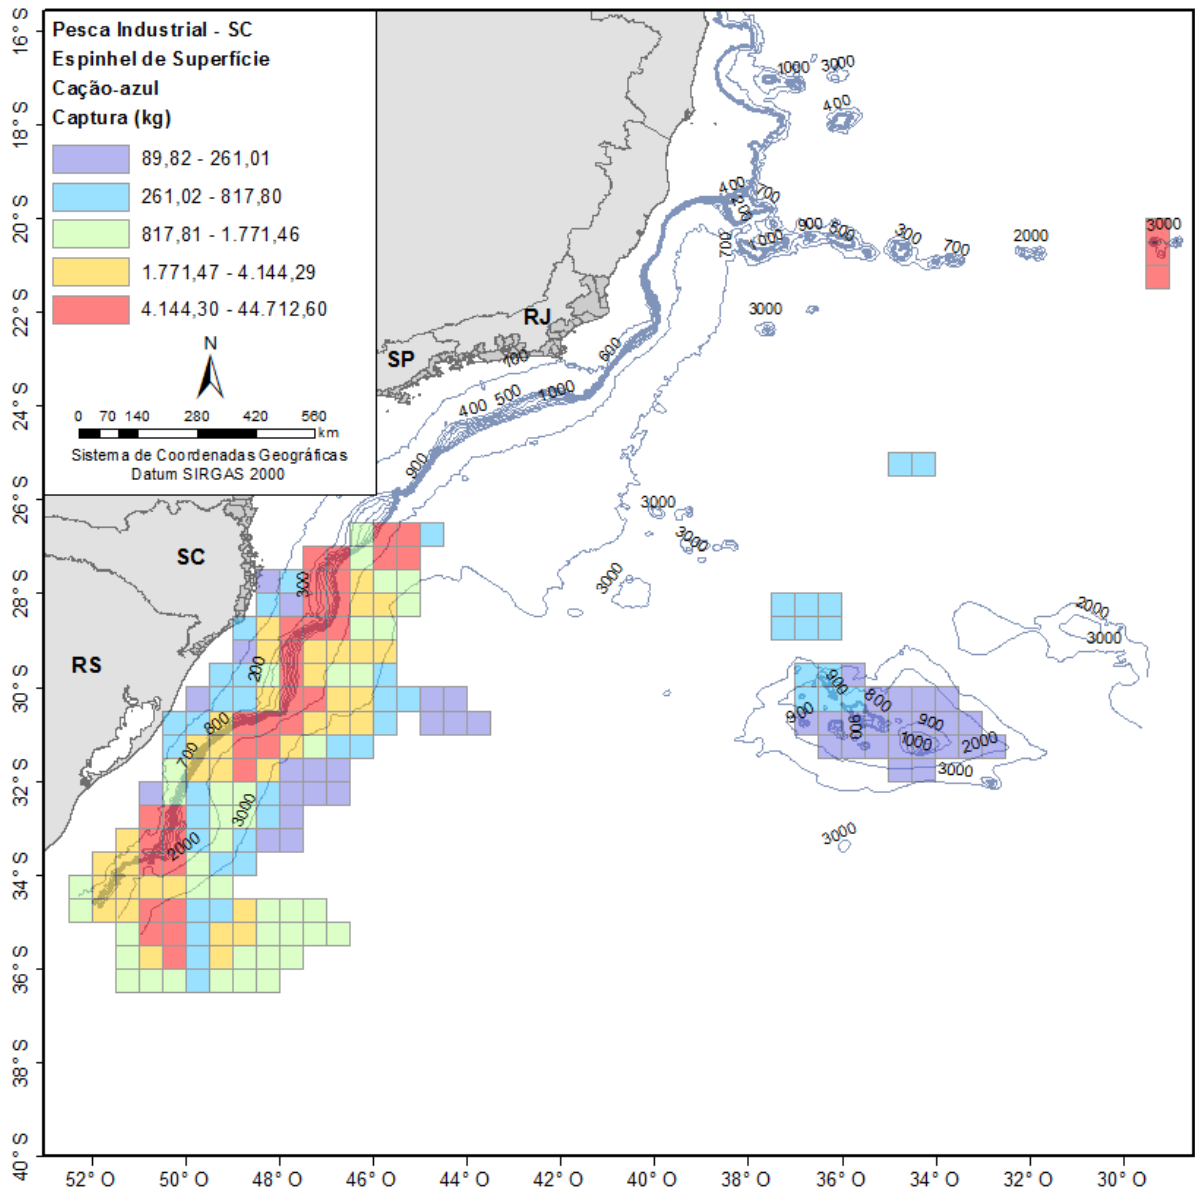 Pesca Industrial - SC
Espinhel de Superfície
Cação-azul
Captura (kg)
89,82 - 261,01
261,02 - 817,80
817,81 - 1.771,46
1.771,47 - 4.144,29
4.144,30 - 44.712,60
N
0 70 140 280 420 560
km
Sistema de Coordenadas Geográficas
Datum SIRGAS 2000
16° S
18° S
20° S
22° S
24° S
26° S
28° S
30° S
32° S
34° S
36° S
38° S
40° S
52° O 50° O 48° O 46° O 44° O 42° O 40° O 38° O 36° O 34° O 32° O 30° O
RJ
SP
SC
RS
1000
3000
400
400
700
200
1000
900
500
300
700
2000
3000
3000
600
100
400
500
1000
900
3000
3000
3000
2000
3000
300
200
800
700
3000
2000
900
800
900
900
1000
2000
3000
3000